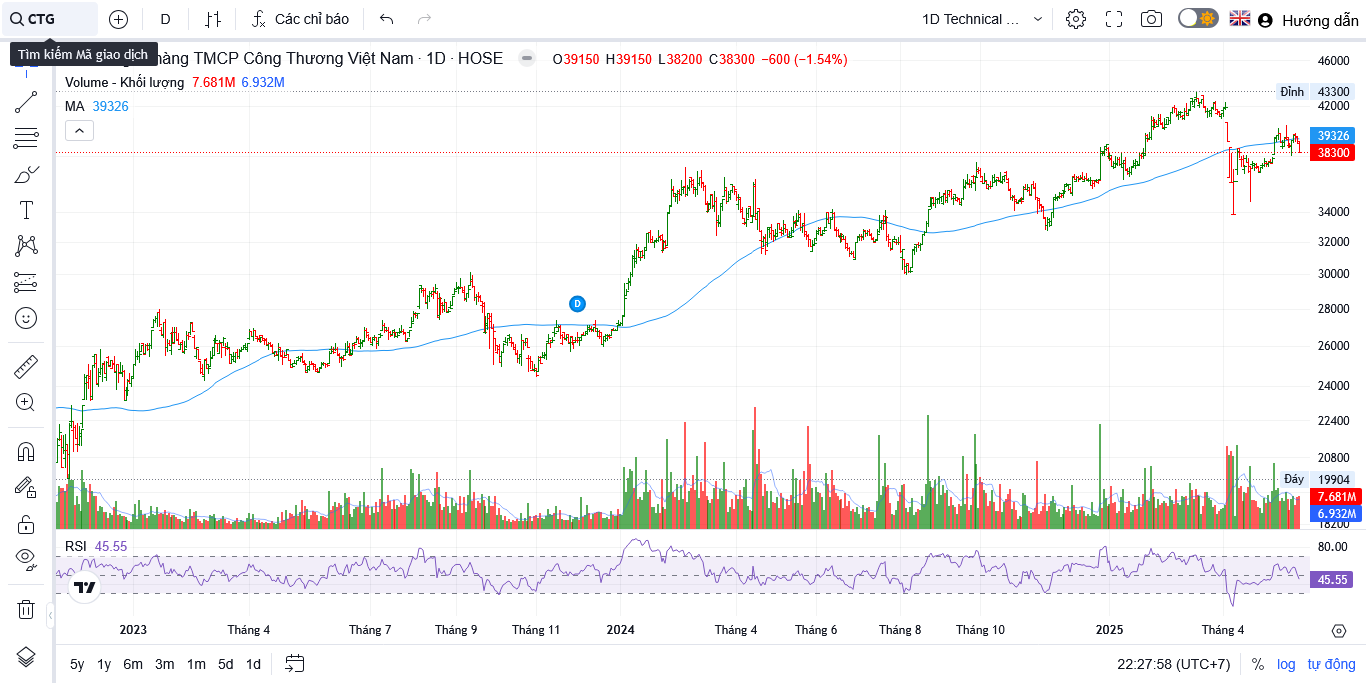 CTG
D
Các chỉ báo
1D Technical ...
Hướng dẫn
Tìm kiếm Mã giao dịch
hàng TMCP Công Thương Việt Nam · 1D · HOSE
O39150 H39150 L38200 C38300 −600 (−1.54%)
Volume - Khối lượng 7.681M 6.932M
MA 39326
46000
Đỉnh 43300
42000
39326
38300
34000
32000
30000
28000
26000
24000
22400
20800
Đáy 19904
7.681M
6.932M
18200
D
RSI 45.55
80.00
45.55
2023 Tháng 4 Tháng 7 Tháng 9 Tháng 11 2024 Tháng 4 Tháng 6 Tháng 8 Tháng 10 2025 Tháng 4
5y 1y 6m 3m 1m 5d 1d
22:27:58 (UTC+7) % log tự động